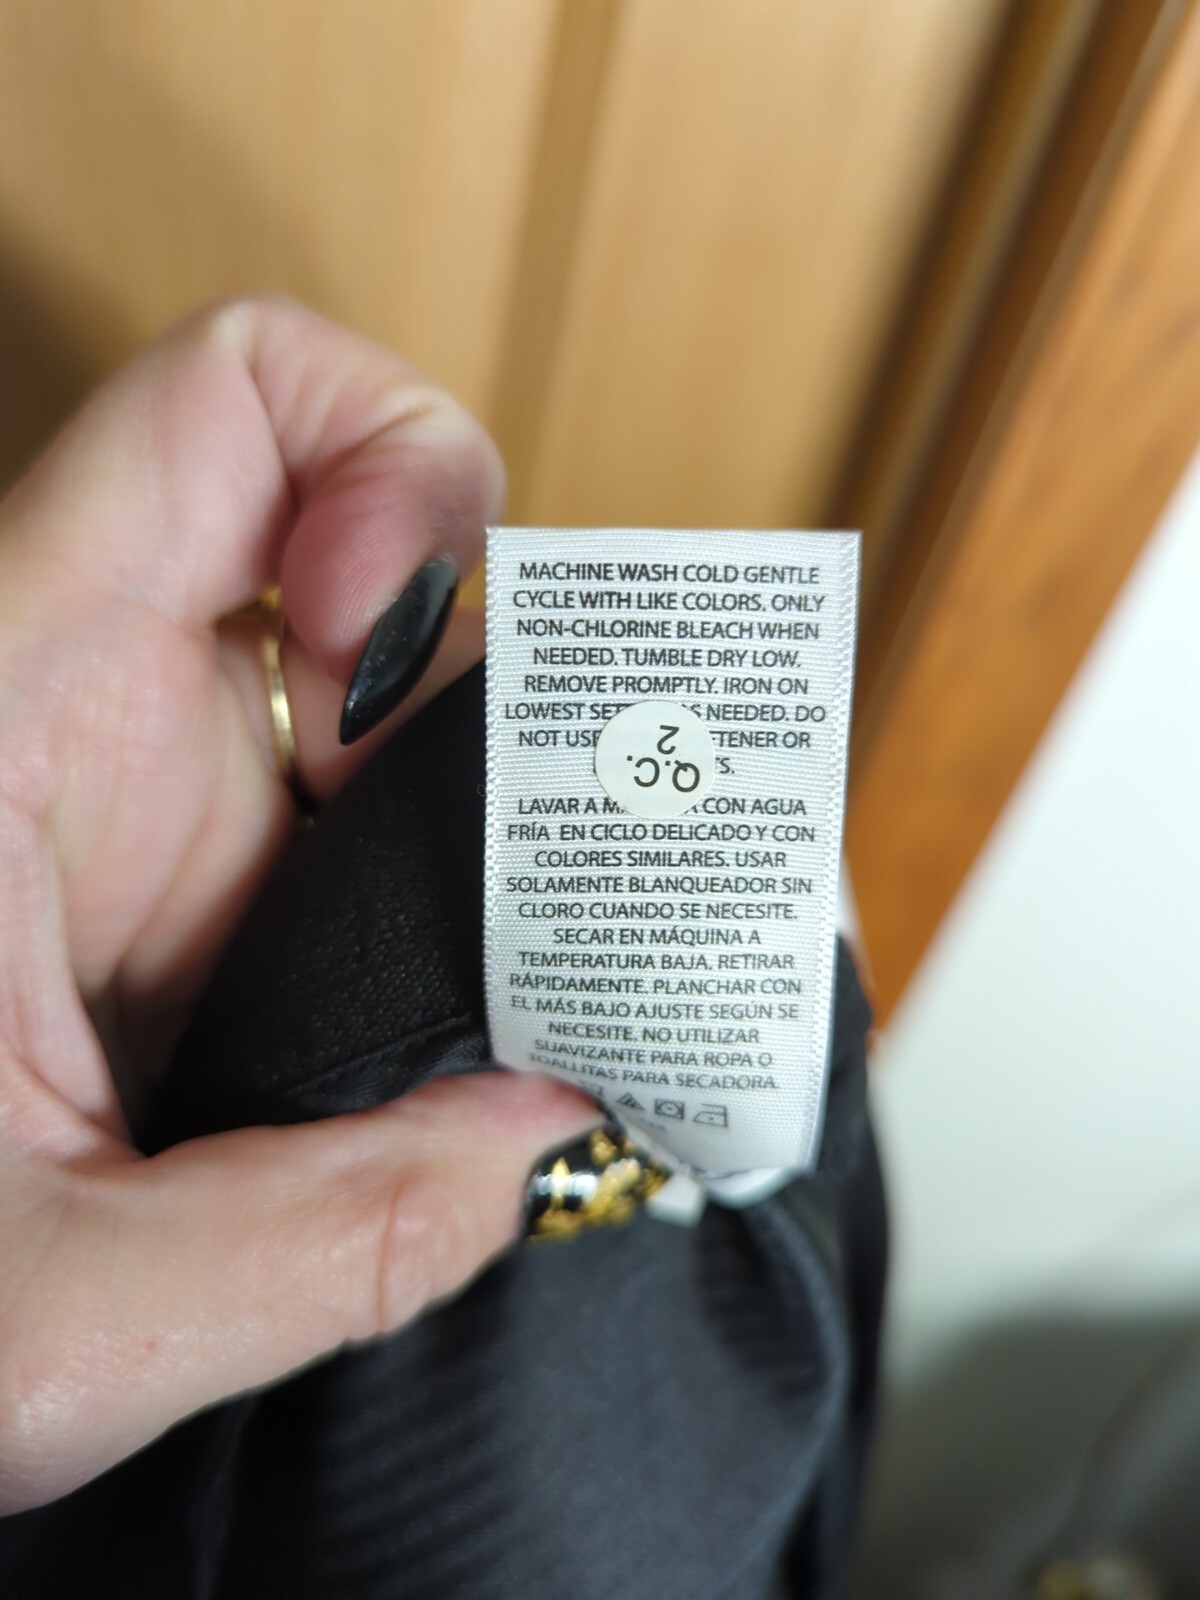 MACHINE WASH COLD GENTLE
CYCLE WITH LIKE COLORS. ONLY
NON-CHLORINE BLEACH WHEN
NEEDED. TUMBLE DRY LOW.
REMOVE PROMPTLY. IRON ON
LOWEST NEEDED. DO
NOT USE OR
Q.C.
2
LAVAR A CON AGUA
FRÍA EN CICLO DELICADO Y CON
COLORES SIMILARES. USAR
SOLAMENTE BLANQUEADOR SIN
CLORO CUANDO SE NECESITE.
SECAR EN MÁQUINA A
TEMPERATURA BAJA. RETIRAR
RÁPIDAMENTE. PLANCHAR CON
EL MÁS BAJO AJUSTE SEGÚN SE
NECESITE. NO UTILIZAR
SUAVIZANTE PARA ROPA O
TOALLITAS PARA SECADORA.